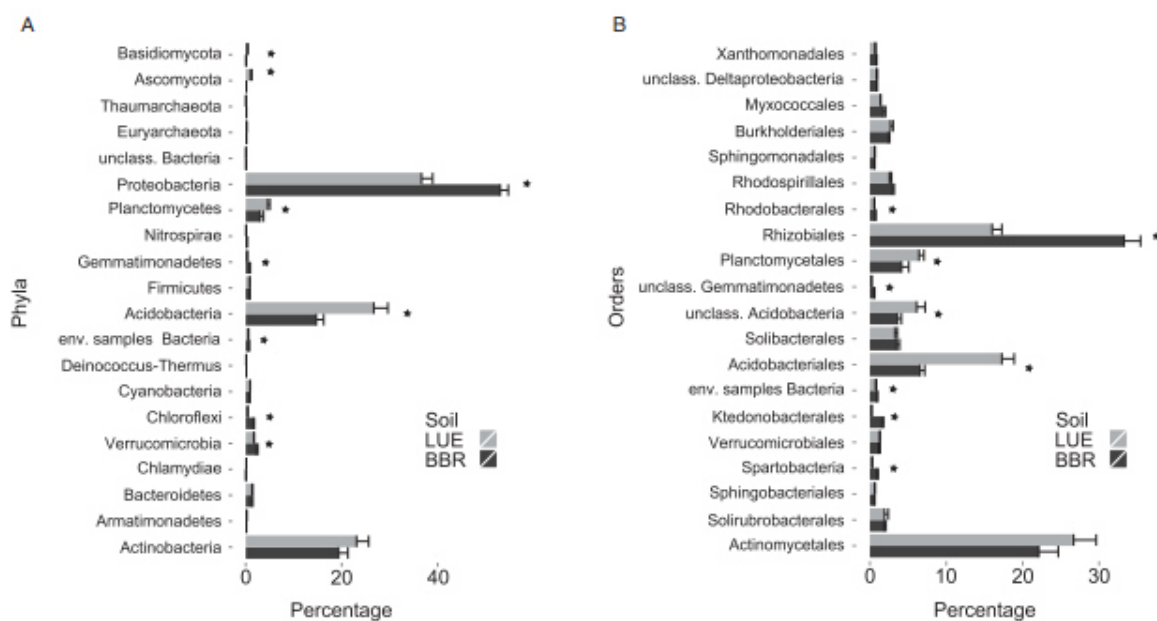 A
Basidiomycota
Ascomycota
Thaumarchaeota
Euryarchaeota
unclass. Bacteria
Proteobacteria
Planctomycetes
Nitrospirae
Gemmatimonadetes
Firmicutes
Acidobacteria
env. samples Bacteria
Deinococcus-Thermus
Cyanobacteria
Chloroflexi
Verrucomicrobia
Chlamydiae
Bacteroidetes
Armatimonadetes
Actinobacteria
Phyla
Soil
LUE
BBR
0 20 40
Percentage
B
Xanthomonadales
unclass. Deltaproteobacteria
Myxococcales
Burkholderiales
Sphingomonadales
Rhodospirillales
Rhodobacterales
Rhizobiales
Planctomycetales
unclass. Gemmatimonadetes
unclass. Acidobacteria
Solibacterales
Acidobacteriales
env. samples Bacteria
Ktedonobacterales
Verrucomicrobiales
Spartobacteria
Sphingobacteriales
Solirubrobacterales
Actinomycetales
Orders
Soil
LUE
BBR
0 10 20 30
Percentage